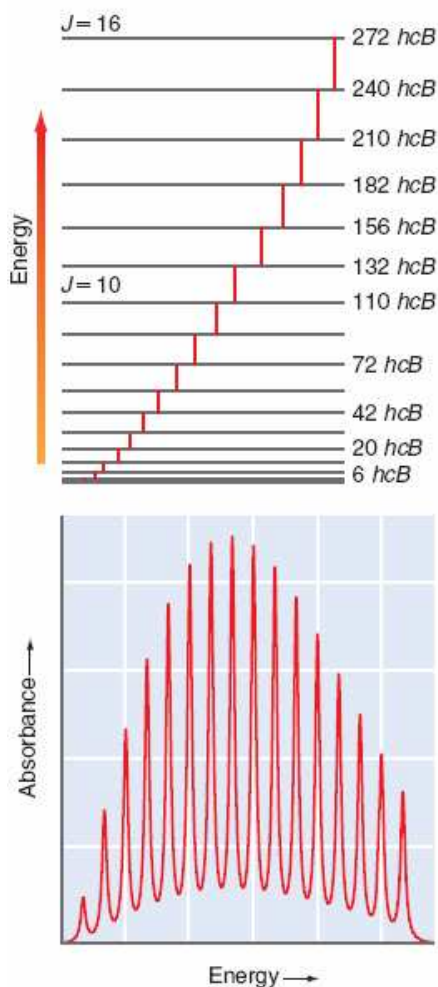 J = 16
272 hcB
240 hcB
210 hcB
182 hcB
156 hcB
132 hcB
J = 10
110 hcB
72 hcB
42 hcB
20 hcB
6 hcB
Energy
Absorbance →
Energy →